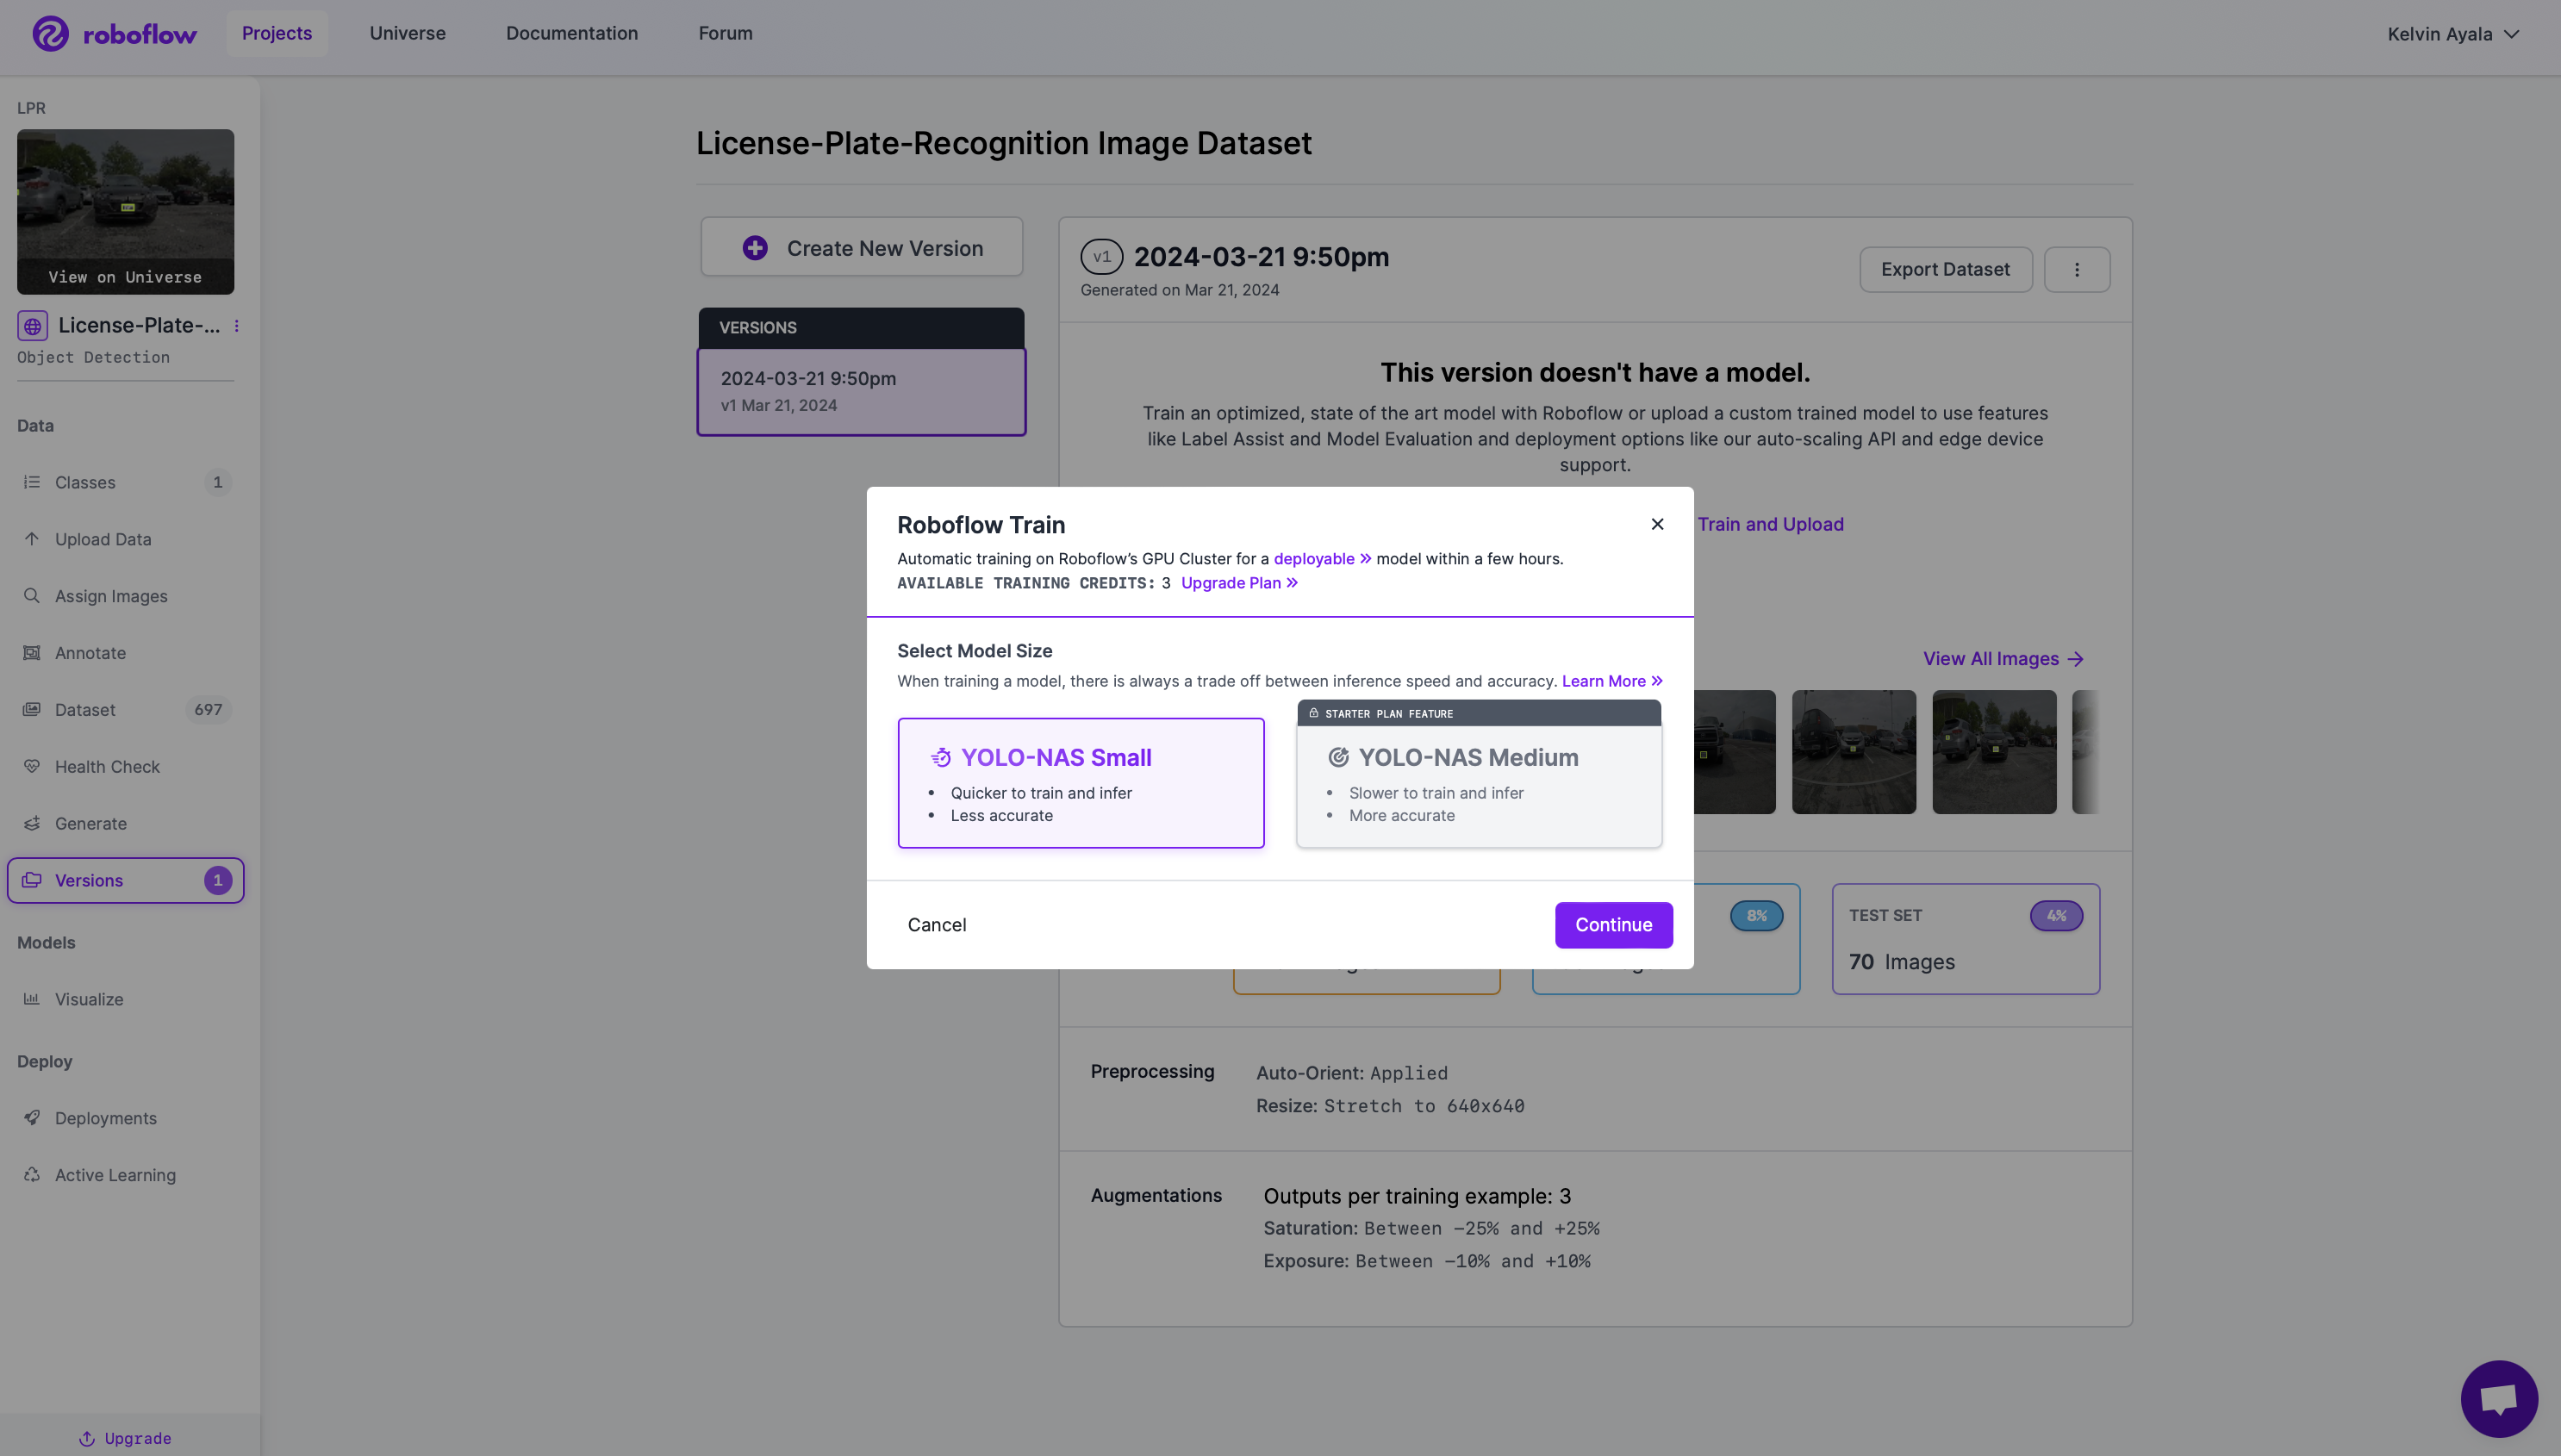 roboflow
Projects
Universe
Documentation
Forum
Kelvin Ayala
LPR
View on Universe
License-Plate-...
Object Detection
Data
Classes 1
Upload Data
Assign Images
Annotate
Dataset 697
Health Check
Generate
Versions 1
Models
Visualize
Deploy
Deployments
Active Learning
Upgrade
License-Plate-Recognition Image Dataset
Create New Version
VERSIONS
2024-03-21 9:50pm
v1 Mar 21, 2024
v1 2024-03-21 9:50pm
Generated on Mar 21, 2024
Export Dataset
This version doesn't have a model.
Train an optimized, state of the art model with Roboflow or upload a custom trained model to use features
like Label Assist and Model Evaluation and deployment options like our auto-scaling API and edge device
support.
Train and Upload
View All Images
Roboflow Train
Automatic training on Roboflow’s GPU Cluster for a deployable » model within a few hours.
AVAILABLE TRAINING CREDITS: 3 Upgrade Plan »
Select Model Size
When training a model, there is always a trade off between inference speed and accuracy. Learn More »
YOLO-NAS Small
• Quicker to train and infer
• Less accurate
STARTER PLAN FEATURE
YOLO-NAS Medium
• Slower to train and infer
• More accurate
Cancel
Continue
8%
TEST SET 4%
70 Images
Preprocessing
Auto-Orient: Applied
Resize: Stretch to 640x640
Augmentations
Outputs per training example: 3
Saturation: Between -25% and +25%
Exposure: Between -10% and +10%